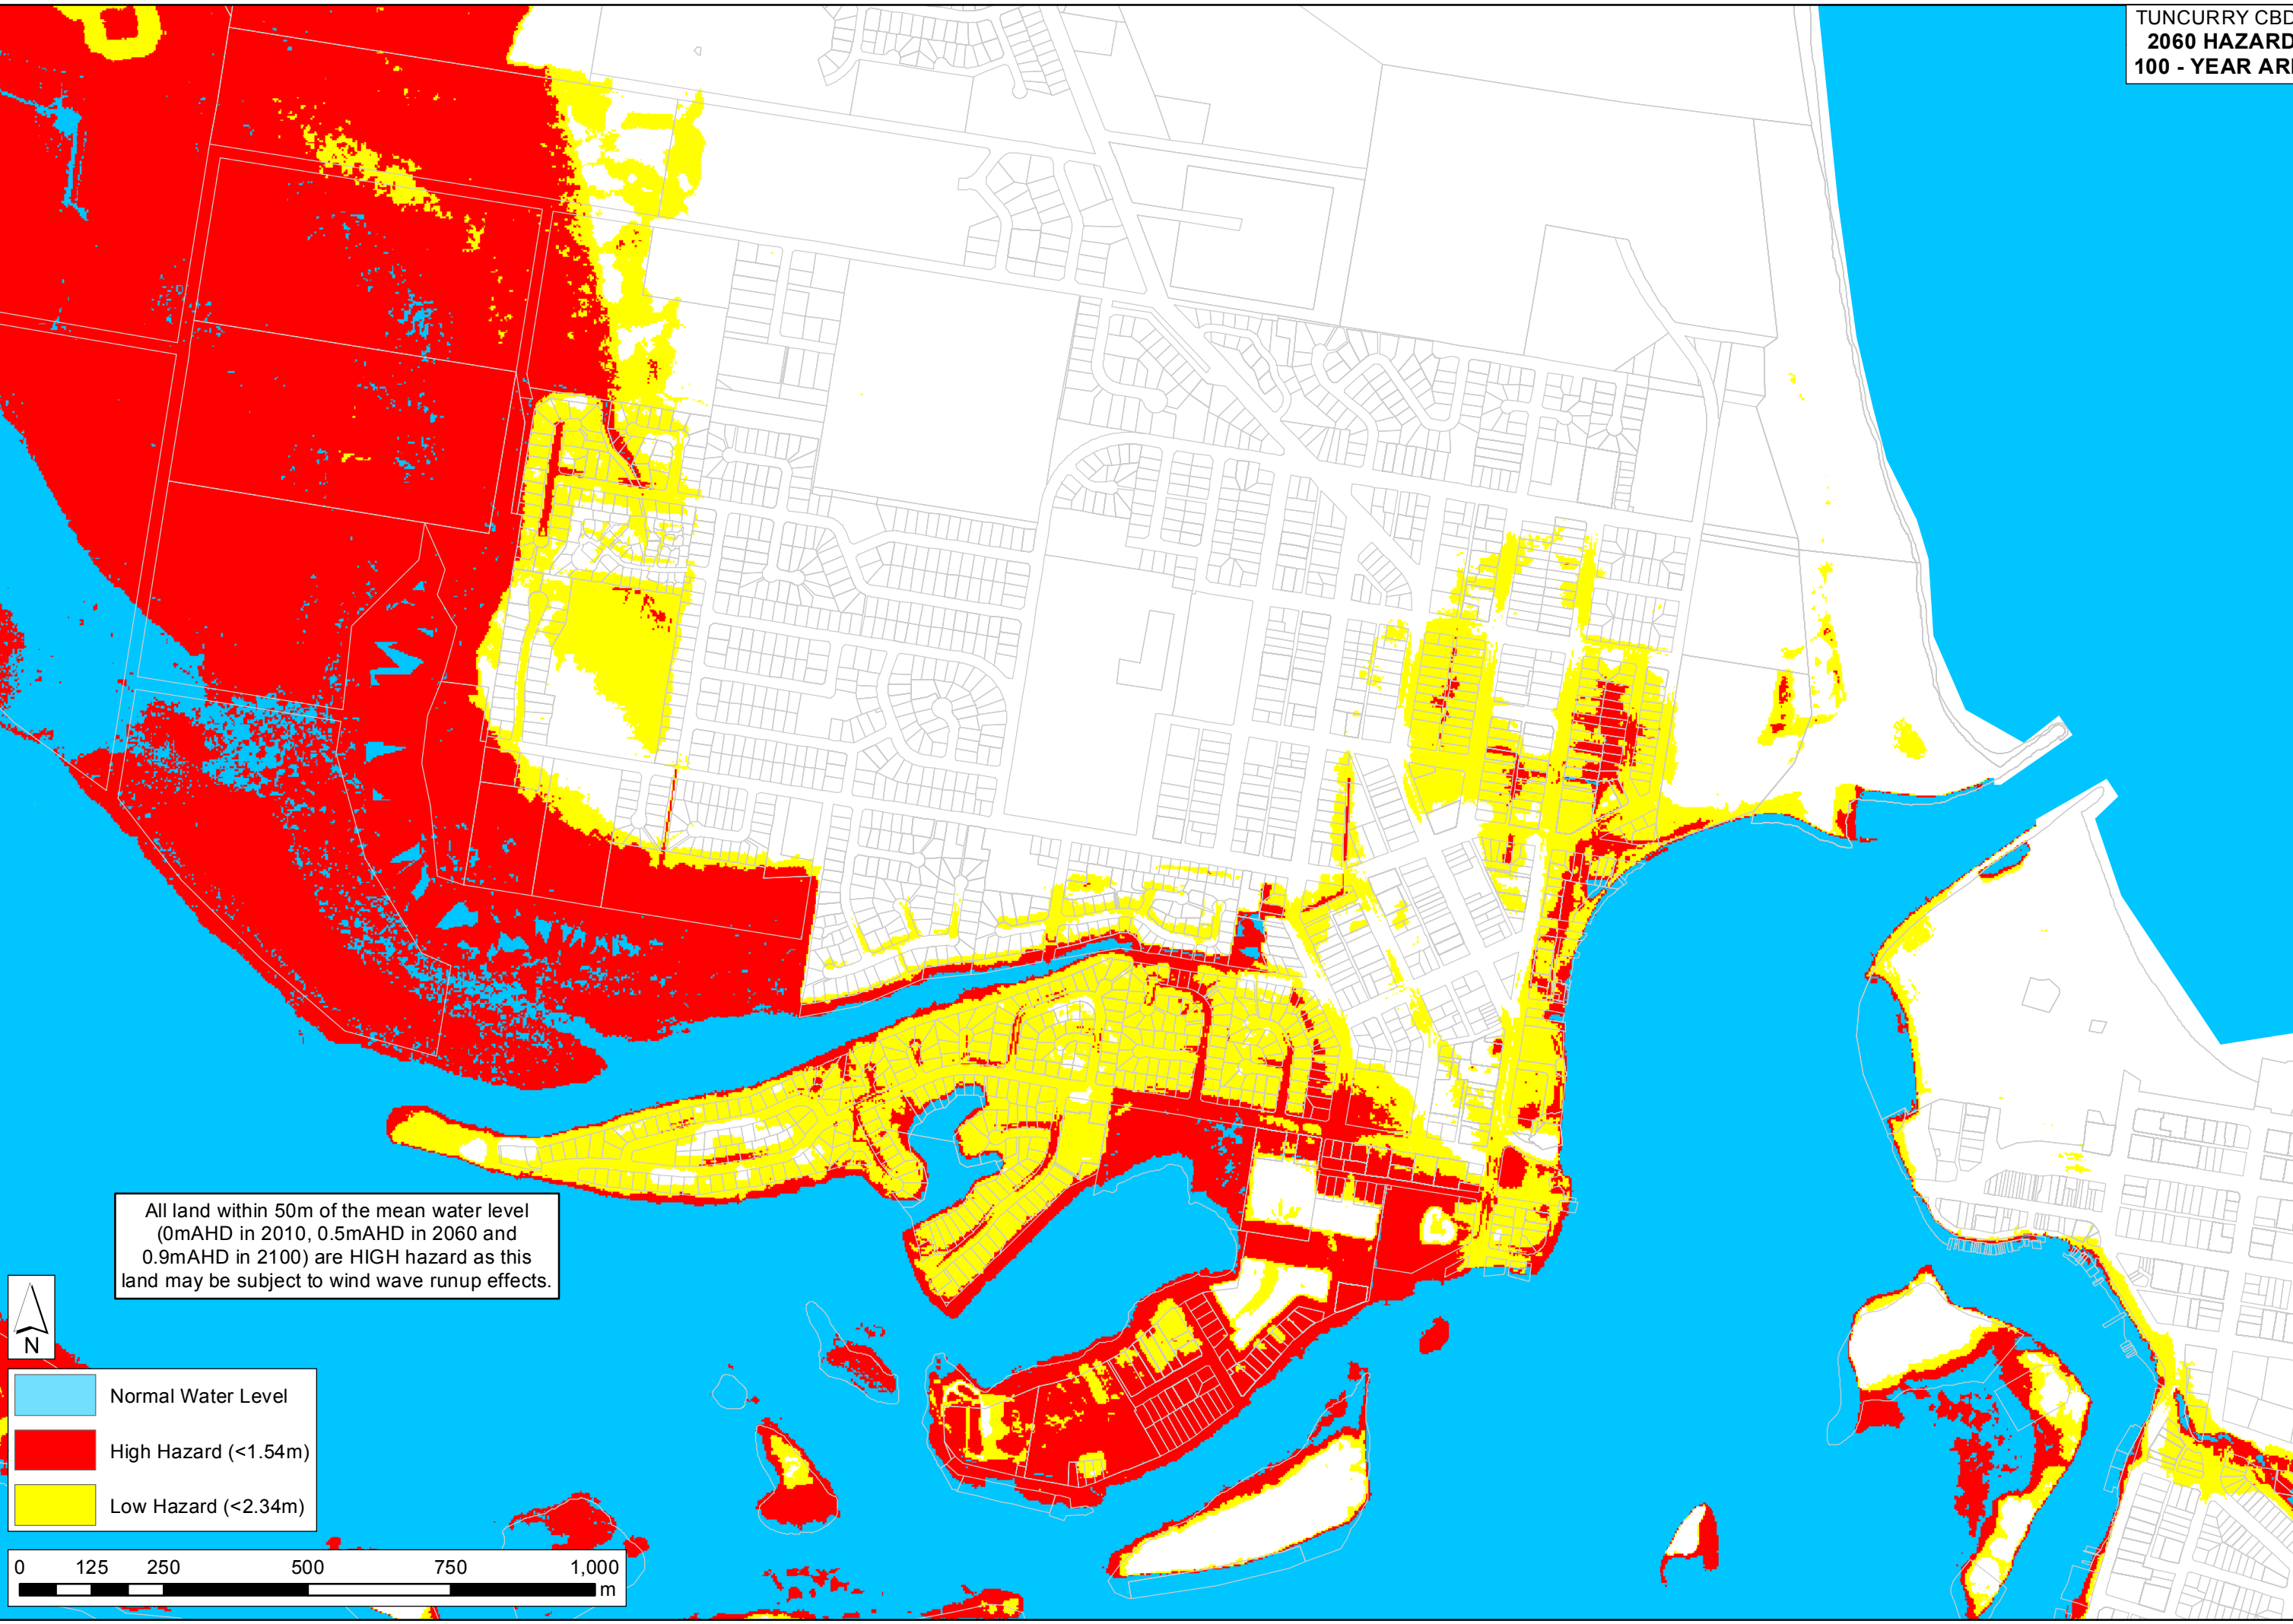 TUNCURRY CBD
2060 HAZARD
100 - YEAR ARI
All land within 50m of the mean water level
(0mAHD in 2010, 0.5mAHD in 2060 and
0.9mAHD in 2100) are HIGH hazard as this
land may be subject to wind wave runup effects.
N
Normal Water Level
High Hazard (<1.54m)
Low Hazard (<2.34m)
0 125 250 500 750 1,000
m